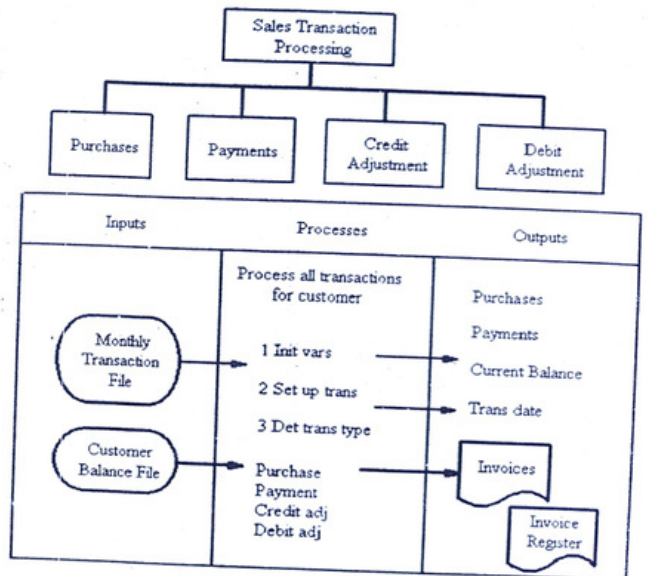 Sales Transaction
Processing
Purchases
Payments
Credit
Adjustment
Debit
Adjustment
Inputs
Processes
Outputs
Process all transactions
for customer
Monthly
Transaction
File
1 Init vars
2 Set up trans
3 Det trans type
Customer
Balance File
Purchase
Payment
Credit adj
Debit adj
Purchases
Payments
Current Balance
Trans date
Invoices
Invoice
Register